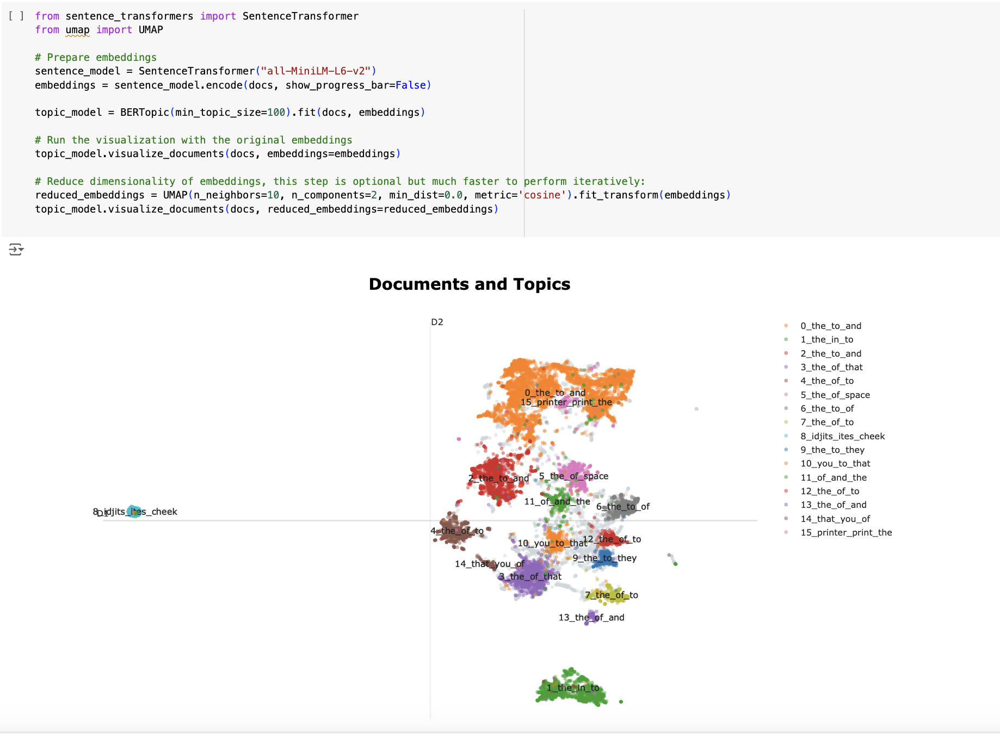 [ ] from sentence_transformers import SentenceTransformer
from umap import UMAP
# Prepare embeddings
sentence_model = SentenceTransformer("all-MiniLM-L6-v2")
embeddings = sentence_model.encode(docs, show_progress_bar=False)
topic_model = BERTopic(min_topic_size=100).fit(docs, embeddings)
# Run the visualization with the original embeddings
topic_model.visualize_documents(docs, embeddings=embeddings)
# Reduce dimensionality of embeddings, this step is optional but much faster to perform iteratively:
reduced_embeddings = UMAP(n_neighbors=10, n_components=2, min_dist=0.0, metric='cosine').fit_transform(embeddings)
topic_model.visualize_documents(docs, reduced_embeddings=reduced_embeddings)
Documents and Topics
D2
0_the_to_and
15_printer_print_the
2_the_to_and
5_the_of_space
11_of_and_the
6_the_to_of
8_idjits_ites_cheek
D1
4_the_of_to
10_you_to_that
12_the_of_to
9_the_to_they
14_that_you_of
3_the_of_that
7_the_of_to
13_the_of_and
1_the_in_to
0_the_to_and
1_the_in_to
2_the_to_and
3_the_of_that
4_the_of_to
5_the_of_space
6_the_to_of
7_the_of_to
8_idjits_ites_cheek
9_the_to_they
10_you_to_that
11_of_and_the
12_the_of_to
13_the_of_and
14_that_you_of
15_printer_print_the